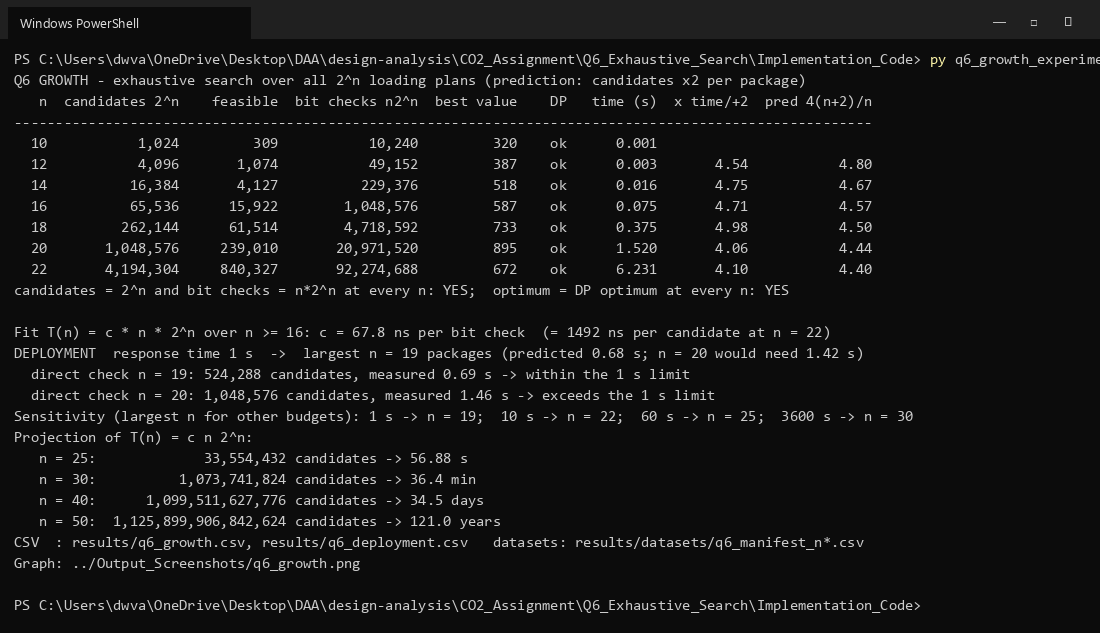 Windows PowerShell
PS C:\Users\dwva\OneDrive\Desktop\DAA\design-analysis\CO2_Assignment\Q6_Exhaustive_Search\Implementation_Code> py q6_growth_experime
Q6 GROWTH - exhaustive search over all 2^n loading plans (prediction: candidates x2 per package)
   n  candidates 2^n    feasible  bit checks n2^n  best value    DP   time (s)  x time/+2   pred 4(n+2)/n
--------------------------------------------------------------------------------------------------------
  10           1,024         309           10,240         320    ok      0.001
  12           4,096       1,074           49,152         387    ok      0.003       4.54           4.80
  14          16,384       4,127          229,376         518    ok      0.016       4.75           4.67
  16          65,536      15,922        1,048,576         587    ok      0.075       4.71           4.57
  18         262,144      61,514        4,718,592         733    ok      0.375       4.98           4.50
  20       1,048,576     239,010       20,971,520         895    ok      1.520       4.06           4.44
  22       4,194,304     840,327       92,274,688         672    ok      6.231       4.10           4.40
candidates = 2^n and bit checks = n*2^n at every n: YES;  optimum = DP optimum at every n: YES
Fit T(n) = c * n * 2^n over n >= 16: c = 67.8 ns per bit check  (= 1492 ns per candidate at n = 22)
DEPLOYMENT  response time 1 s  ->  largest n = 19 packages (predicted 0.68 s; n = 20 would need 1.42 s)
  direct check n = 19: 524,288 candidates, measured 0.69 s -> within the 1 s limit
  direct check n = 20: 1,048,576 candidates, measured 1.46 s -> exceeds the 1 s limit
Sensitivity (largest n for other budgets): 1 s -> n = 19;  10 s -> n = 22;  60 s -> n = 25;  3600 s -> n = 30
Projection of T(n) = c n 2^n:
   n = 25:             33,554,432 candidates -> 56.88 s
   n = 30:          1,073,741,824 candidates -> 36.4 min
   n = 40:      1,099,511,627,776 candidates -> 34.5 days
   n = 50:  1,125,899,906,842,624 candidates -> 121.0 years
CSV  : results/q6_growth.csv, results/q6_deployment.csv   datasets: results/datasets/q6_manifest_n*.csv
Graph: ../Output_Screenshots/q6_growth.png
PS C:\Users\dwva\OneDrive\Desktop\DAA\design-analysis\CO2_Assignment\Q6_Exhaustive_Search\Implementation_Code>